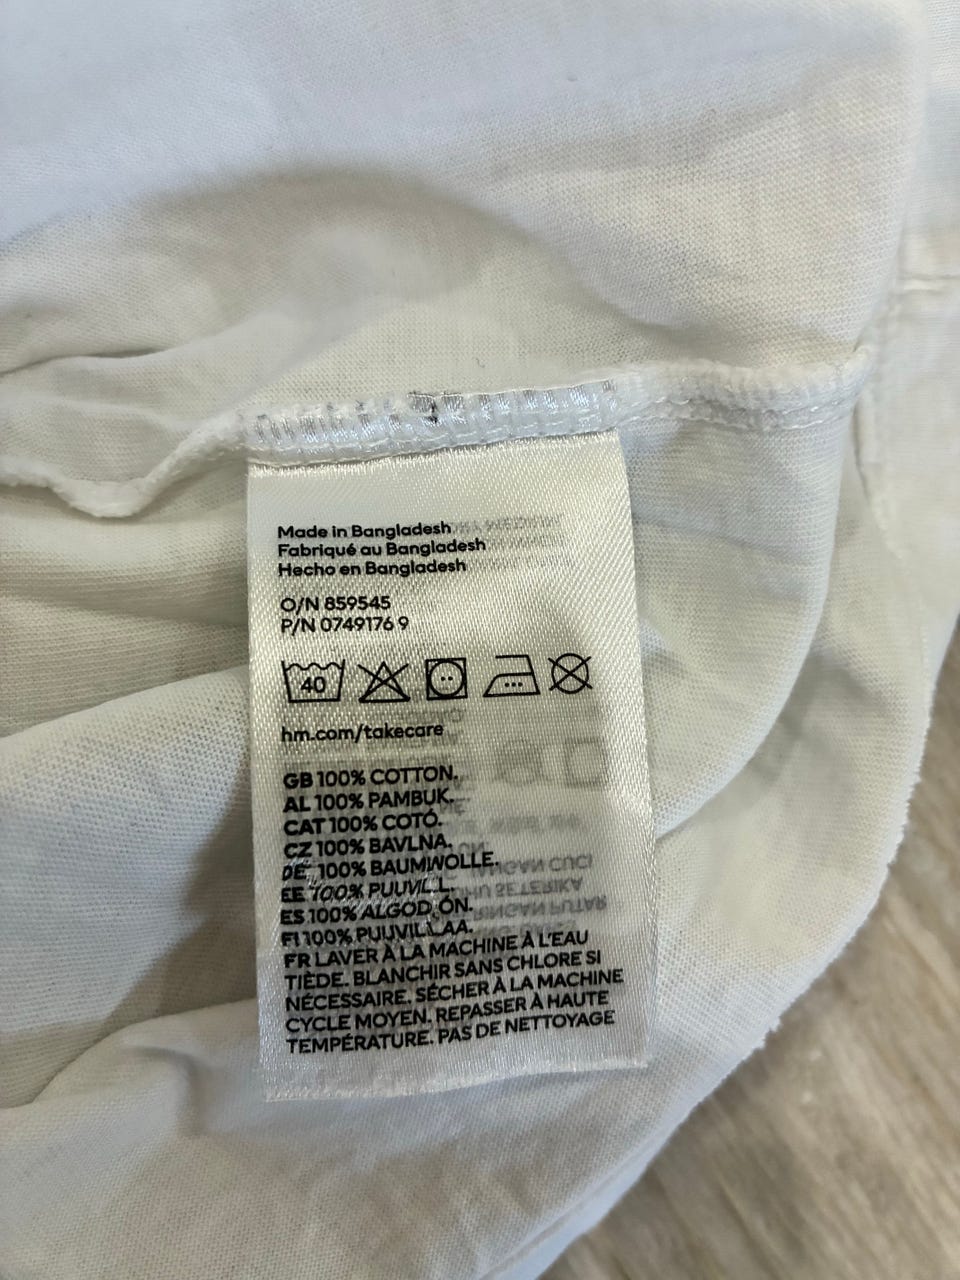 Made in Bangladesh
Fabriqué au Bangladesh
Hecho en Bangladesh
O/N 859545
P/N 0749176 9
40
hm.com/takecare
GB 100% COTTON.
AL 100% PAMBUK.
CAT 100% COTÓ.
CZ 100% BAVLNA.
DE 100% BAUMWOLLE.
EE 100% PUUVILL.
ES 100% ALGODÓN.
FI 100% PUUVILLAA.
FR LAVER À LA MACHINE À L'EAU
TIÈDE. BLANCHIR SANS CHLORE SI
NÉCESSAIRE. SÉCHER À LA MACHINE
CYCLE MOYEN. REPASSER À HAUTE
TEMPÉRATURE. PAS DE NETTOYAGE